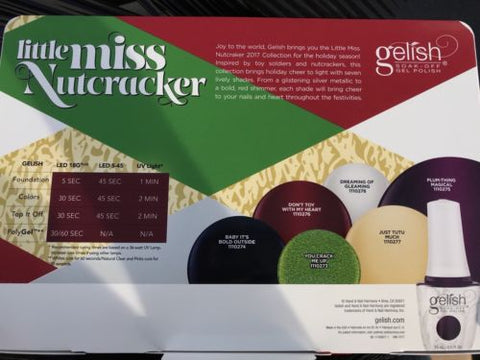 little miss
Nutcracker
Joy to the world, Gelish brings you the Little Miss
Nutcracker 2017 Collection for the holiday season!
Inspired by toy soldiers and nutcrackers, this
collection brings holiday cheer to light with seven
lively shades. From a glistening silver metallic to
a bold, red shimmer, each shade will bring cheer
to your nails and heart throughout the festivities.
gelish®
SOAK-OFF
GEL POLISH
GELISH LED 18G LED 5-45 UV Light*
Foundation 5 SEC 45 SEC 1 MIN
Colors 30 SEC 45 SEC 2 MIN
Top It Off 30 SEC 45 SEC 2 MIN
PolyGel 30/60 SEC N/A N/A
DREAMING OF
GLEAMING
PLUM-THING
MAGICAL
1110275
DON'T TOY
WITH MY HEART
1110276
JUST TUTU
MUCH
1110277
BABY IT'S
BOLD OUTSIDE
1110274
YOU CRACK
ME UP
gelish
gelish.com